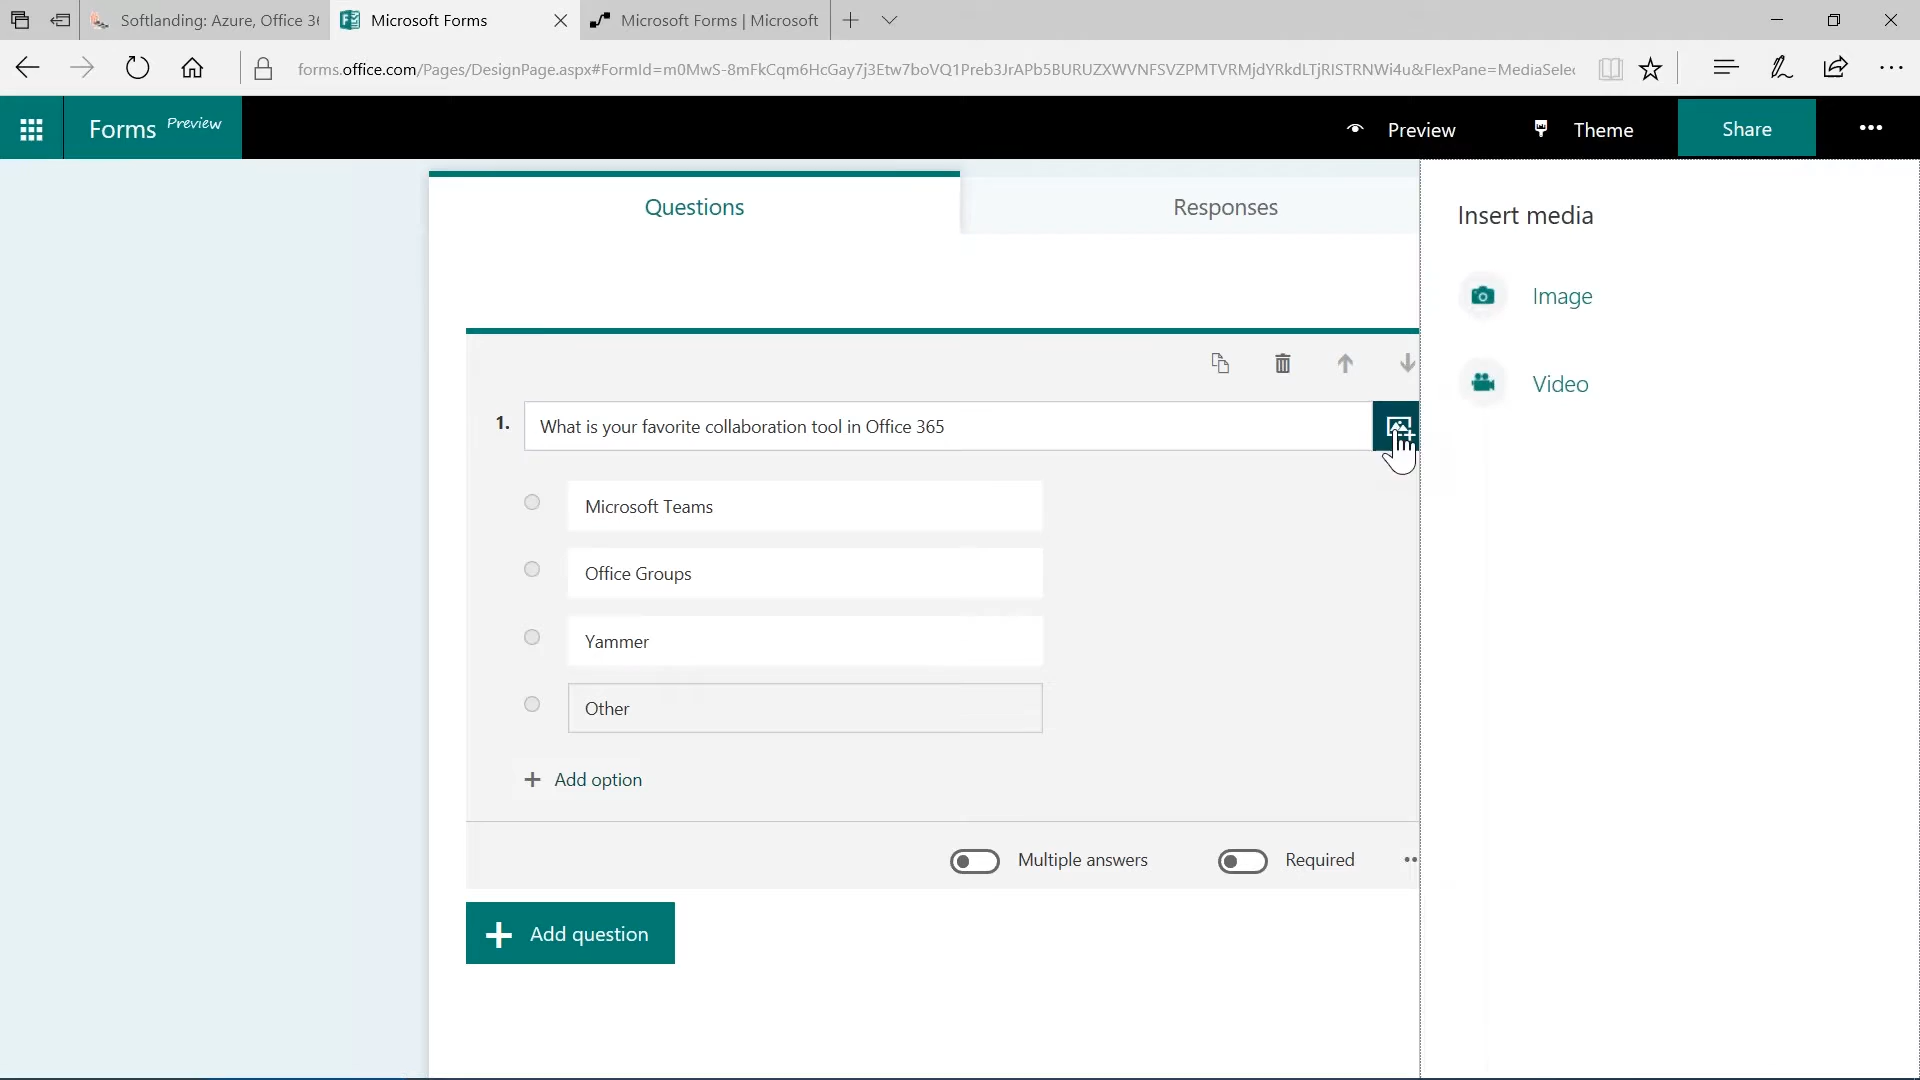 Softlanding: Azure, Office 36
Microsoft Forms
Microsoft Forms | Microsoft
forms.office.com/Pages/DesignPage.aspx#FormId=m0MwS-8mFkCqm6HcGay7j3Etw7boVQ1Preb3JrAPb5BURUZXWVNFSVZPMTVRMjdYRkdLTjRISTRNWi4u&FlexPane=MediaSelec
Forms Preview
Preview
Theme
Share
Questions
Responses
Insert media
Image
Video
1. What is your favorite collaboration tool in Office 365
Microsoft Teams
Office Groups
Yammer
Other
Add option
Multiple answers
Required
Add question